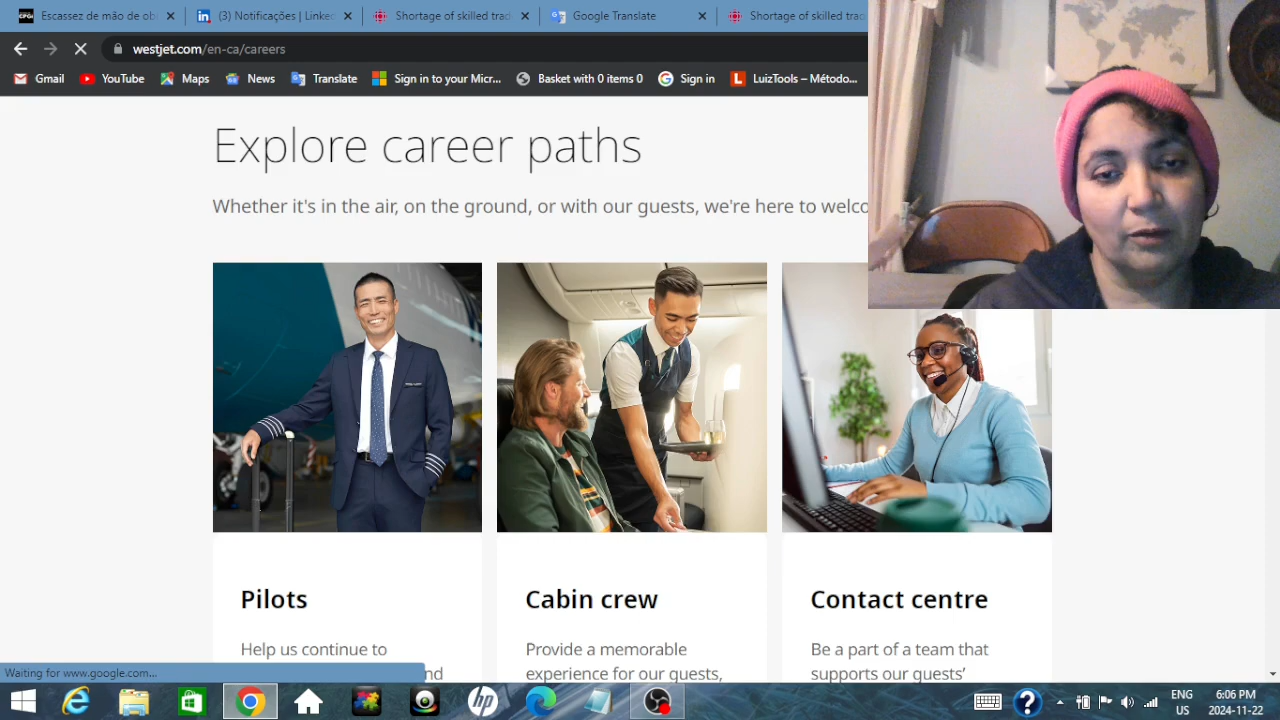 Escassez de mão de ob
(3) Notificações | Linke
Shortage of skilled trad
Google Translate
Shortage of skilled trad
westjet.com/en-ca/careers
Gmail
YouTube
Maps
News
Translate
Sign in to your Micr...
Basket with 0 items
Sign in
LuizTools – Método...
Explore career paths
Whether it's in the air, on the ground, or with our guests, we're here to welco
Pilots
Cabin crew
Contact centre
Help us continue to
Provide a memorable
Be a part of a team that
nd
experience for our guests,
supports our guests’
Waiting for www.google.com...
ENG
US
6:06 PM
2024-11-22